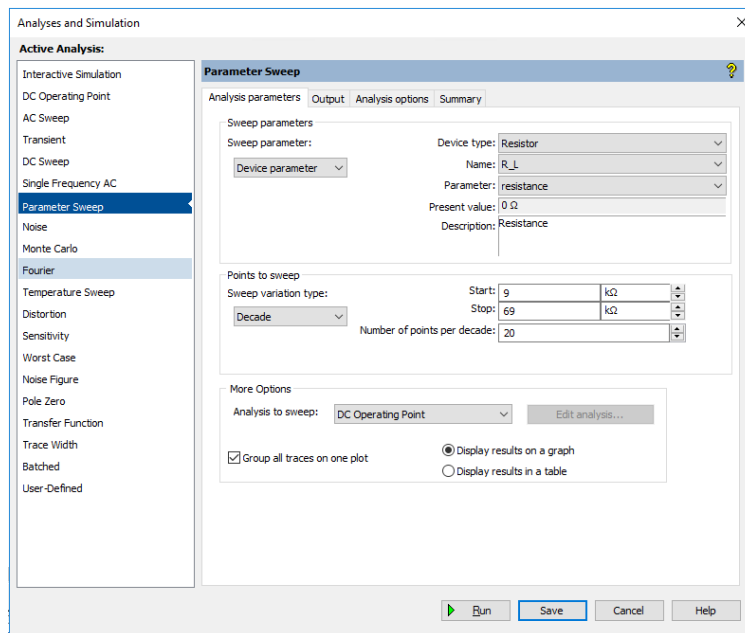 Analyses and Simulation
Active Analysis:
Interactive Simulation
DC Operating Point
AC Sweep
Transient
DC Sweep
Single Frequency AC
Parameter Sweep
Noise
Monte Carlo
Fourier
Temperature Sweep
Distortion
Sensitivity
Worst Case
Noise Figure
Pole Zero
Transfer Function
Trace Width
Batched
User-Defined
Parameter Sweep ?
Analysis parameters Output Analysis options Summary
Sweep parameters
Sweep parameter:
Device parameter
Device type: Resistor
Name: R_L
Parameter: resistance
Present value: 0 Ω
Description: Resistance
Points to sweep
Sweep variation type:
Decade
Start: 9 kΩ
Stop: 69 kΩ
Number of points per decade: 20
More Options
Analysis to sweep: DC Operating Point Edit analysis...
Group all traces on one plot
Display results on a graph
Display results in a table
Run Save Cancel Help